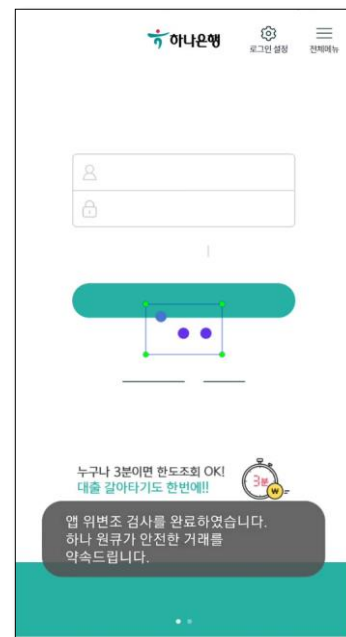 하나은행
로그인 설정
전체메뉴
누구나 3분이면 한도조회 OK!
대출 갈아타기도 한번에!!
3분
₩
앱 위변조 검사를 완료하였습니다.
하나 원큐가 안전한 거래를
약속드립니다.